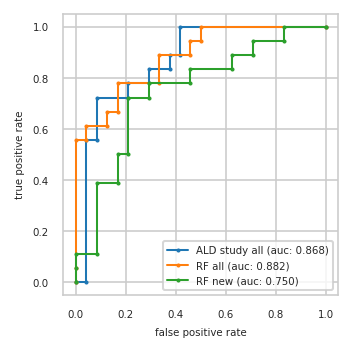 1.0
0.8
0.6
0.4
0.2
0.0
true positive rate
ALD study all (auc: 0.868)
RF all (auc: 0.882)
RF new (auc: 0.750)
0.0 0.2 0.4 0.6 0.8 1.0
false positive rate